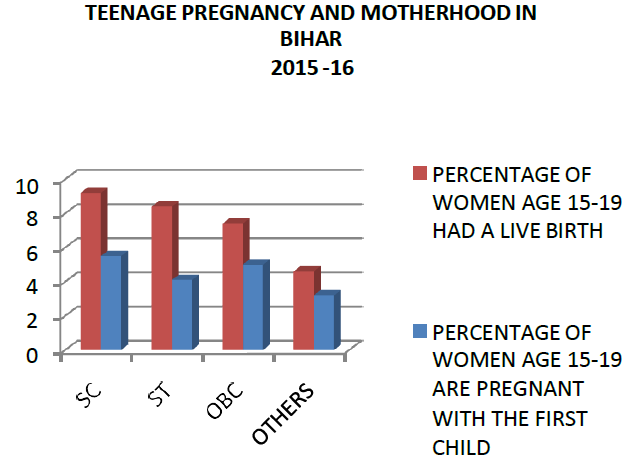 TEENAGE PREGNANCY AND MOTHERHOOD IN
BIHAR
2015 -16
10
8
6
4
2
0
SC
ST
OBC
OTHERS
PERCENTAGE OF
WOMEN AGE 15-19
HAD A LIVE BIRTH
PERCENTAGE OF
WOMEN AGE 15-19
ARE PREGNANT
WITH THE FIRST
CHILD